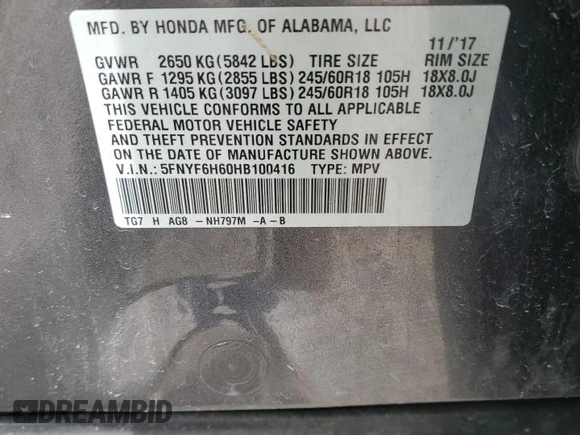 MFD. BY HONDA MFG. OF ALABAMA, LLC
11/'17
GVWR 2650 KG (5842 LBS) TIRE SIZE RIM SIZE
GAWR F 1295 KG (2855 LBS) 245/60R18 105H 18X8.0J
GAWR R 1405 KG (3097 LBS) 245/60R18 105H 18X8.0J
THIS VEHICLE CONFORMS TO ALL APPLICABLE
FEDERAL MOTOR VEHICLE SAFETY
AND THEFT PREVENTION STANDARDS IN EFFECT
ON THE DATE OF MANUFACTURE SHOWN ABOVE.
V.I.N.: 5FNYF6H60HB100416 TYPE: MPV
TG7 H AG8 -NH797M -A-B
DREAMBID